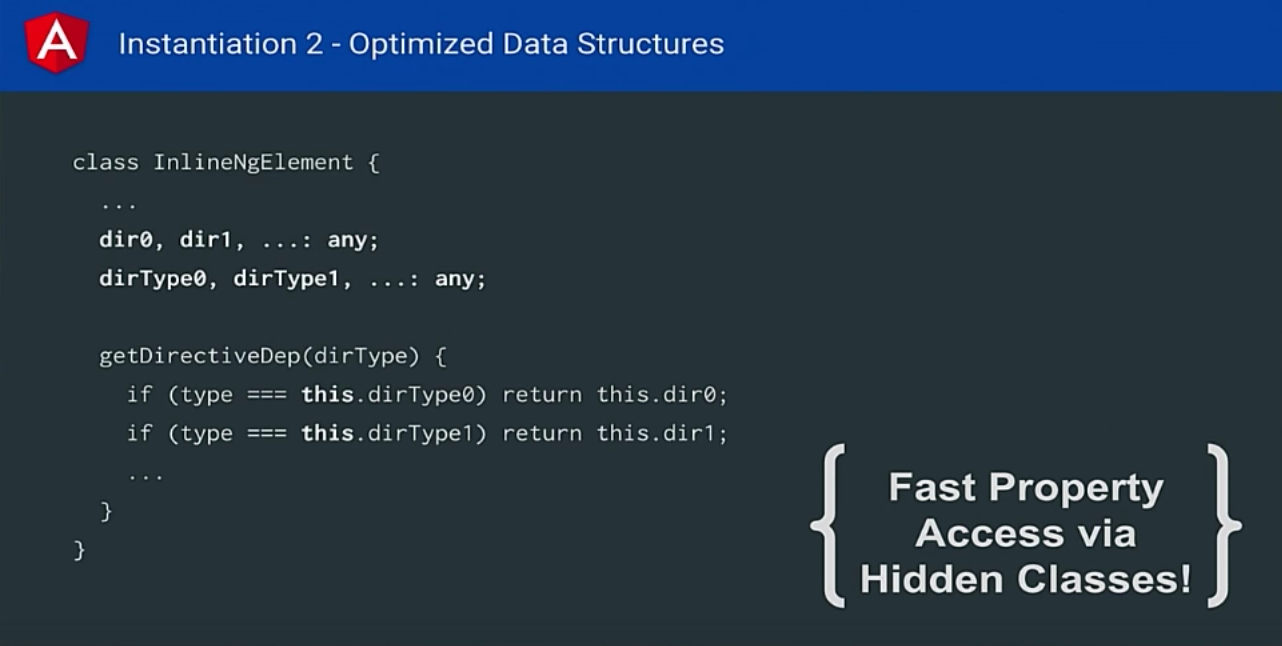 A
Instantiation 2 - Optimized Data Structures
class InlineNgElement {
...
dir0, dir1, ...: any;
dirType0, dirType1, ...: any;
getDirectiveDep(dirType) {
if (type === this.dirType0) return this.dir0;
if (type === this.dirType1) return this.dir1;
...
}
}
{ Fast Property
Access via
Hidden Classes! }